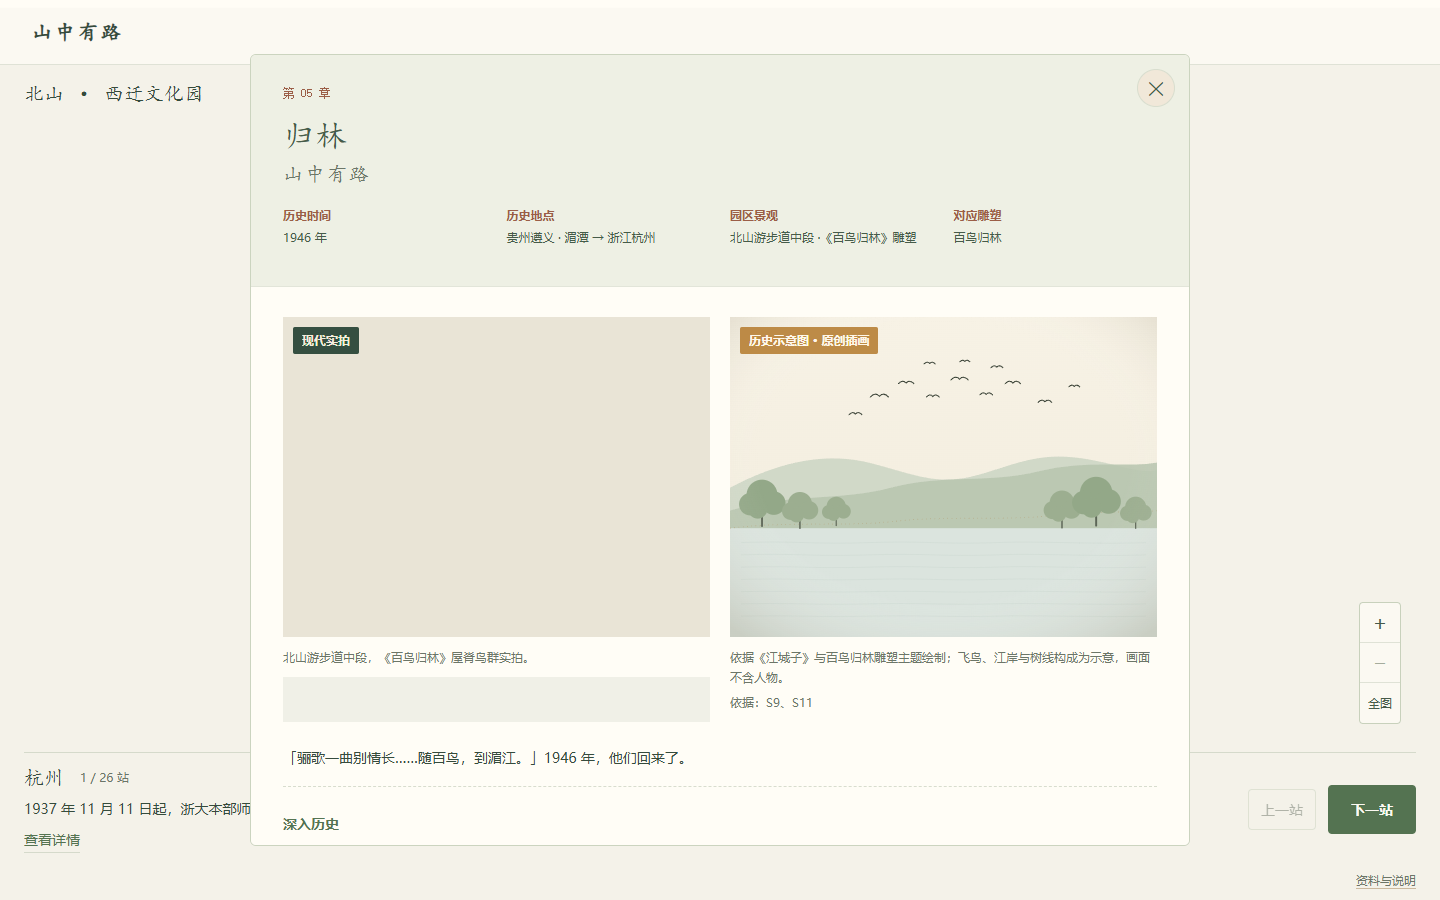 山中有路
北山 • 西迁文化园
第 05 章
归林
山中有路
历史时间
1946 年
历史地点
贵州遵义 · 湄潭 → 浙江杭州
园区景观
北山游步道中段 · 《百鸟归林》雕塑
对应雕塑
百鸟归林
现代实拍
北山游步道中段，《百鸟归林》屋脊鸟群实拍。
历史示意图 • 原创插画
依据《江城子》与百鸟归林雕塑主题绘制；飞鸟、江岸与树线构成为示意，画面
不含人物。
依据：S9、S11
「骊歌一曲别情长……随百鸟，到湄江。」1946 年，他们回来了。
深入历史
+
−
全图
杭州 1 / 26 站
1937 年 11 月 11 日起，浙大本部师
查看详情
上一站
下一站
资料与说明